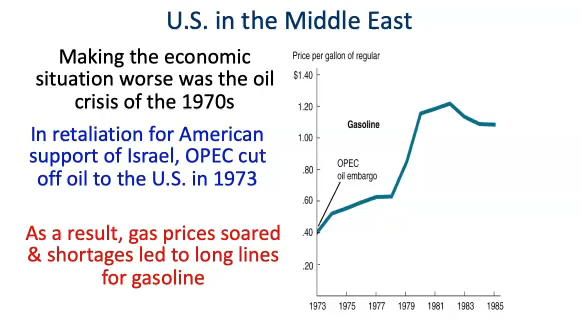 U.S. in the Middle East
Making the economic
situation worse was the oil
crisis of the 1970s
In retaliation for American
support of Israel, OPEC cut
off oil to the U.S. in 1973
As a result, gas prices soared
& shortages led to long lines
for gasoline
Price per gallon of regular
$1.40
1.20
1.00
.80
.60
.40
.20
Gasoline
OPEC
oil embargo
1973 1975 1977 1979 1981 1983 1985